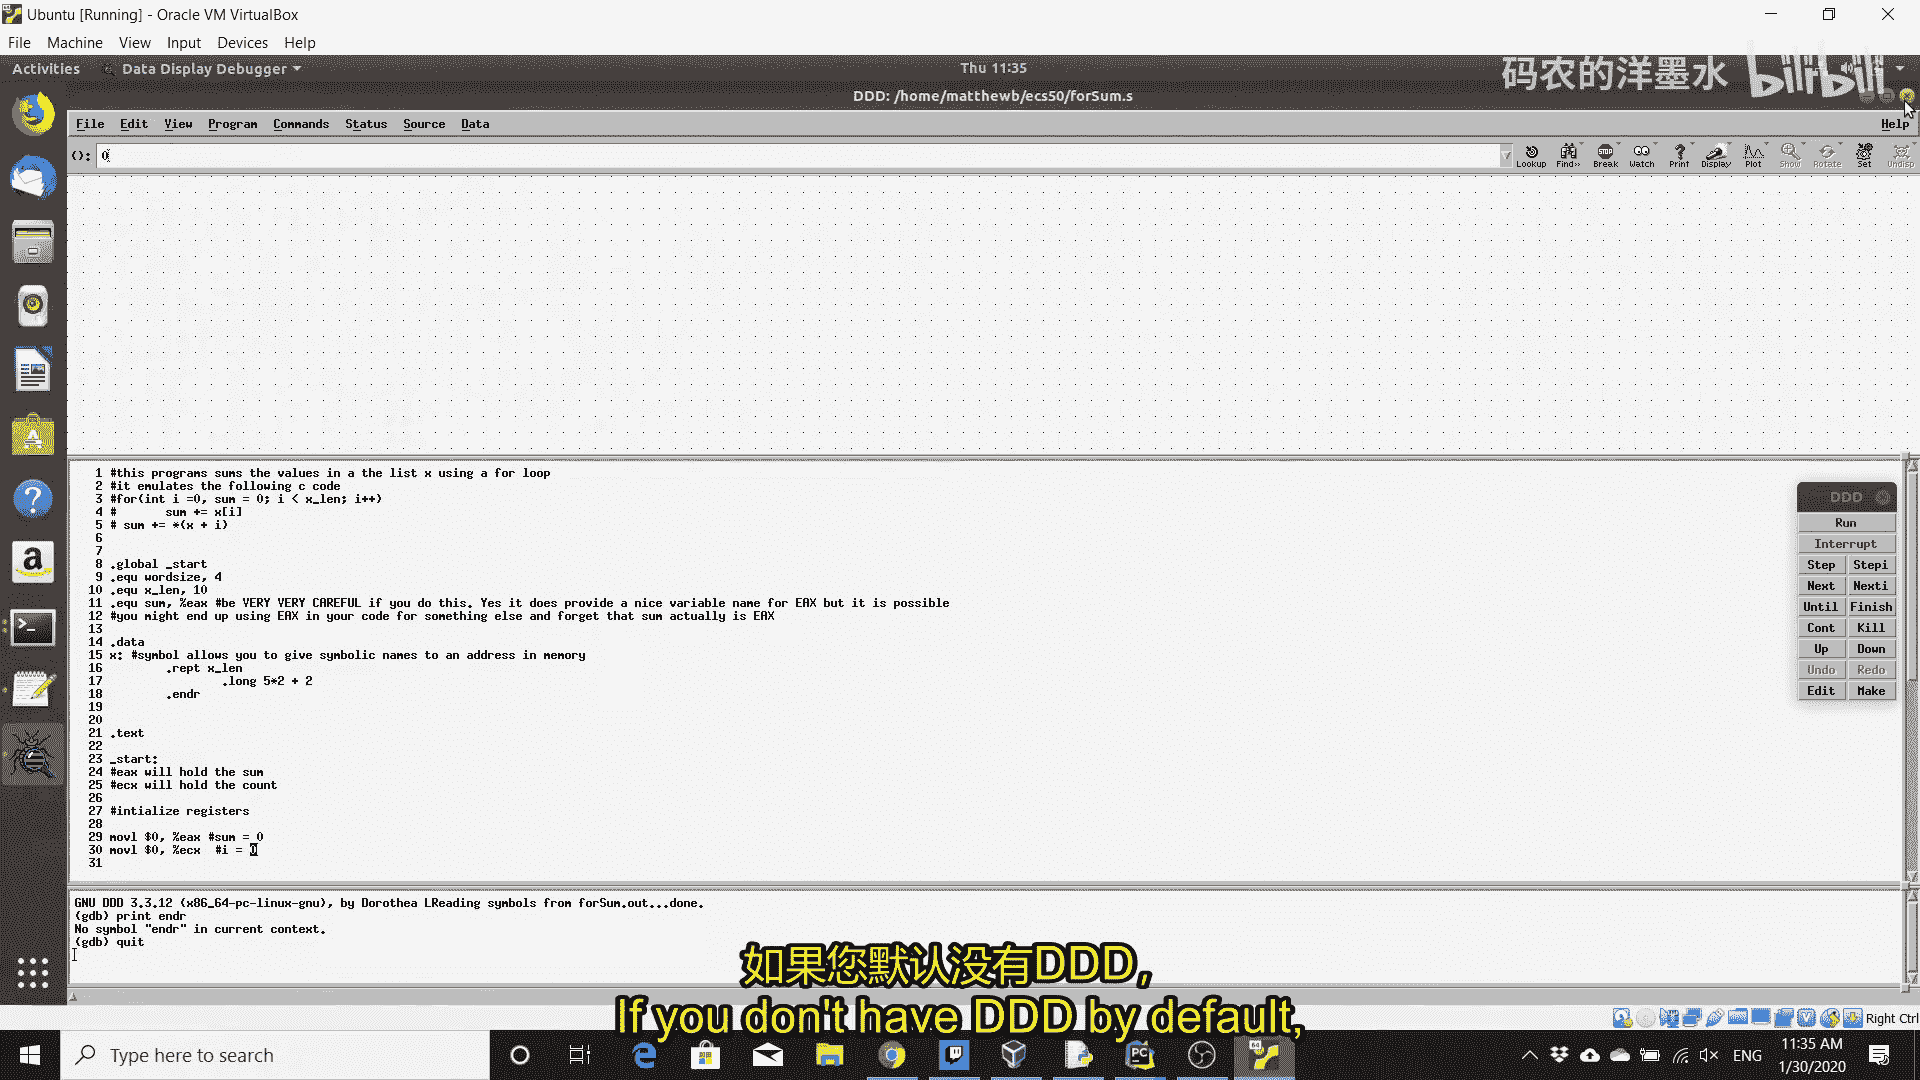 Ubuntu [Running] - Oracle VM VirtualBox
File Machine View Input Devices Help
Activities Data Display Debugger Thu 11:35
码农的洋墨水 bilibili
DDD: /home/matthewb/ecs50/forSum.s
File Edit View Program Commands Status Source Data Help
(): 0
Lookup Find>> Break Watch Print Display Plot Show Rotate Set Undisp
1 #this programs sums the values in a the list x using a for loop
2 #it emulates the following c code
3 #for(int i =0, sum = 0; i < x_len; i++)
4 # sum += x[i]
5 # sum += *(x + i)
6
7
8 .global _start
9 .equ wordsize, 4
10 .equ x_len, 10
11 .equ sum, %eax #be VERY VERY CAREFUL if you do this. Yes it does provide a nice variable name for EAX but it is possible
12 #you might end up using EAX in your code for something else and forget that sum actually is EAX
13
14 .data
15 x: #symbol allows you to give symbolic names to an address in memory
16 .rept x_len
17 .long 5*2 + 2
18 .endr
19
20
21 .text
22
23 _start:
24 #eax will hold the sum
25 #ecx will hold the count
26
27 #intialize registers
28
29 movl $0, %eax #sum = 0
30 movl $0, %ecx #i = 0
31
DDD
Run
Interrupt
Step Stepi
Next Nexti
Until Finish
Cont Kill
Up Down
Undo Redo
Edit Make
GNU DDD 3.3.12 (x86_64-pc-linux-gnu), by Dorothea LReading symbols from forSum.out...done.
(gdb) print endr
No symbol "endr" in current context.
(gdb) quit
如果您默认没有DDD,
If you don't have DDD by default,
Right Ctrl
Type here to search
ENG
11:35 AM
1/30/2020